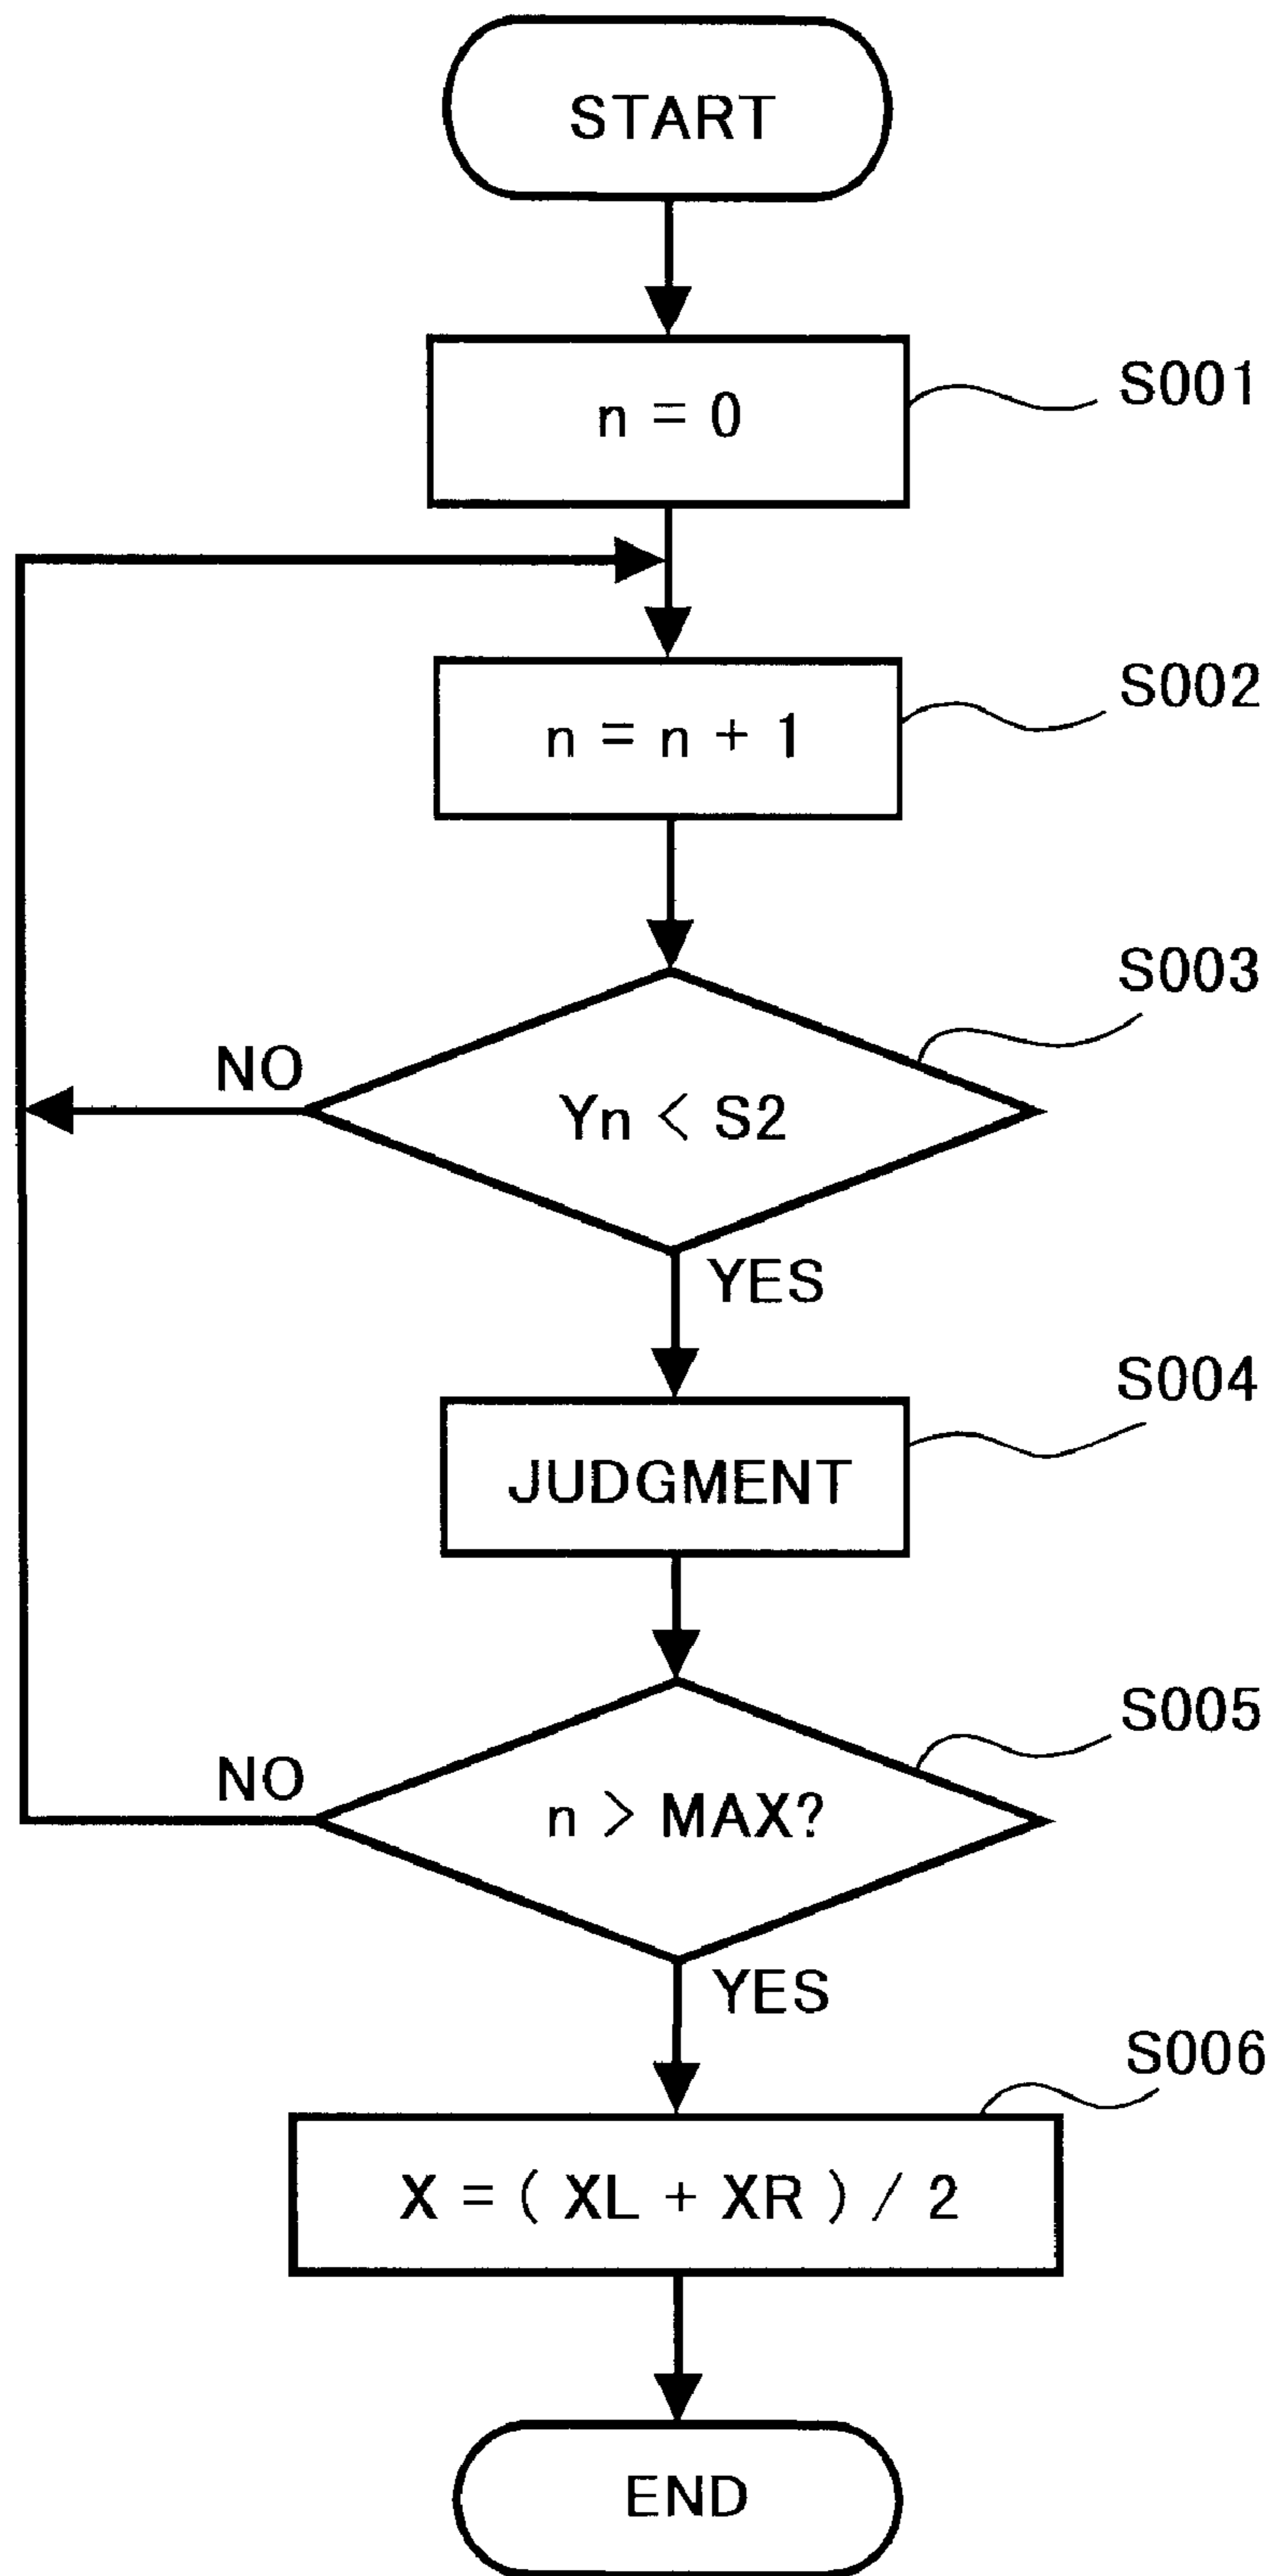 START
n = 0
S001
n = n + 1
S002
S003
NO
Yn < S2
YES
S004
JUDGMENT
S005
NO
n > MAX?
YES
S006
X = ( XL + XR ) / 2
END